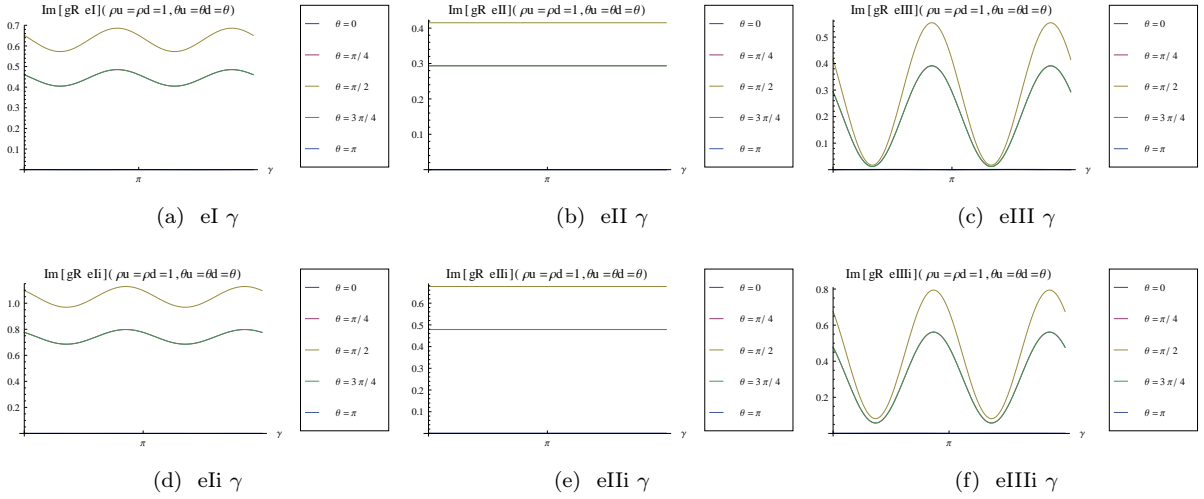 Im[gR eI](ρu=ρd=1,θu=θd=θ)
0.7
0.6
0.5
0.4
0.3
0.2
0.1
π
γ
θ=0
θ=π/4
θ=π/2
θ=3π/4
θ=π
(a) eI γ
Im[gR eII](ρu=ρd=1,θu=θd=θ)
0.4
0.3
0.2
0.1
π
γ
θ=0
θ=π/4
θ=π/2
θ=3π/4
θ=π
(b) eII γ
Im[gR eIII](ρu=ρd=1,θu=θd=θ)
0.5
0.4
0.3
0.2
0.1
π
γ
θ=0
θ=π/4
θ=π/2
θ=3π/4
θ=π
(c) eIII γ
Im[gR eIi](ρu=ρd=1,θu=θd=θ)
1.0
0.8
0.6
0.4
0.2
π
γ
θ=0
θ=π/4
θ=π/2
θ=3π/4
θ=π
(d) eIi γ
Im[gR eIIi](ρu=ρd=1,θu=θd=θ)
0.6
0.5
0.4
0.3
0.2
0.1
π
γ
θ=0
θ=π/4
θ=π/2
θ=3π/4
θ=π
(e) eIIi γ
Im[gR eIIIi](ρu=ρd=1,θu=θd=θ)
0.8
0.6
0.4
0.2
π
γ
θ=0
θ=π/4
θ=π/2
θ=3π/4
θ=π
(f) eIIIi γ